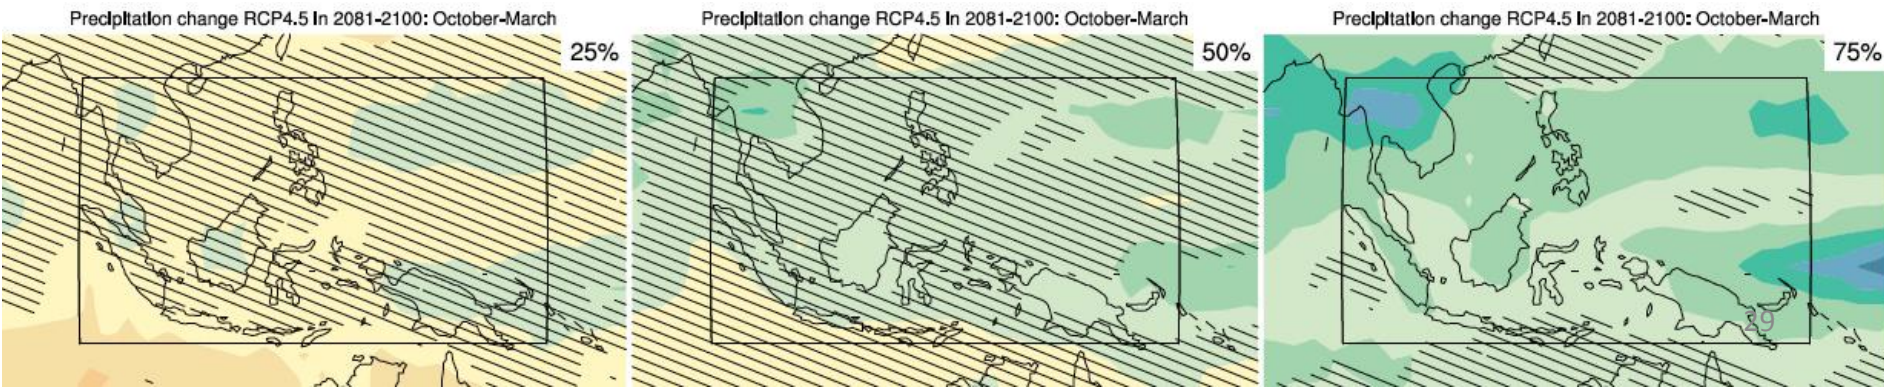 Precipitation change RCP4.5 in 2081-2100: October-March
25%
Precipitation change RCP4.5 in 2081-2100: October-March
50%
Precipitation change RCP4.5 in 2081-2100: October-March
75%
29